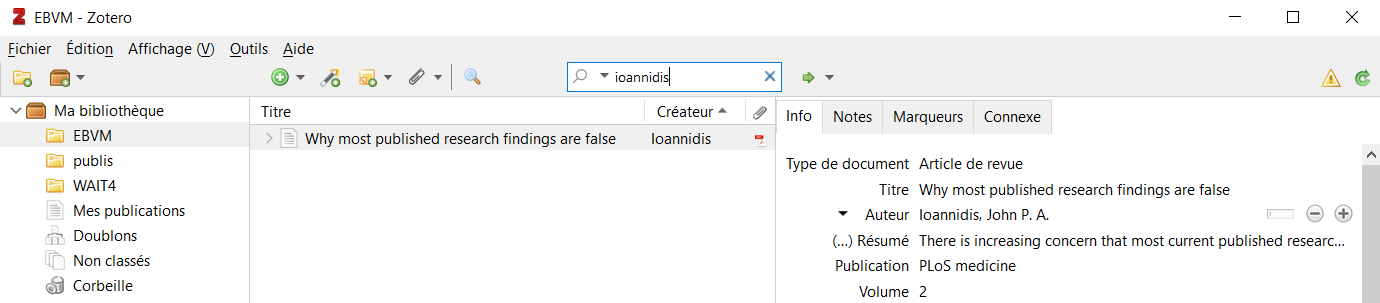 EBVM - Zotero
Fichier Édition Affichage (V) Outils Aide
ioannidis
Ma bibliothèque
EBVM
publis
WAIT4
Mes publications
Doublons
Non classés
Corbeille
Titre Créateur
Why most published research findings are false Ioannidis
Info Notes Marqueurs Connexe
Type de document Article de revue
Titre Why most published research findings are false
Auteur Ioannidis, John P. A.
(...) Résumé There is increasing concern that most current published researc...
Publication PLoS medicine
Volume 2